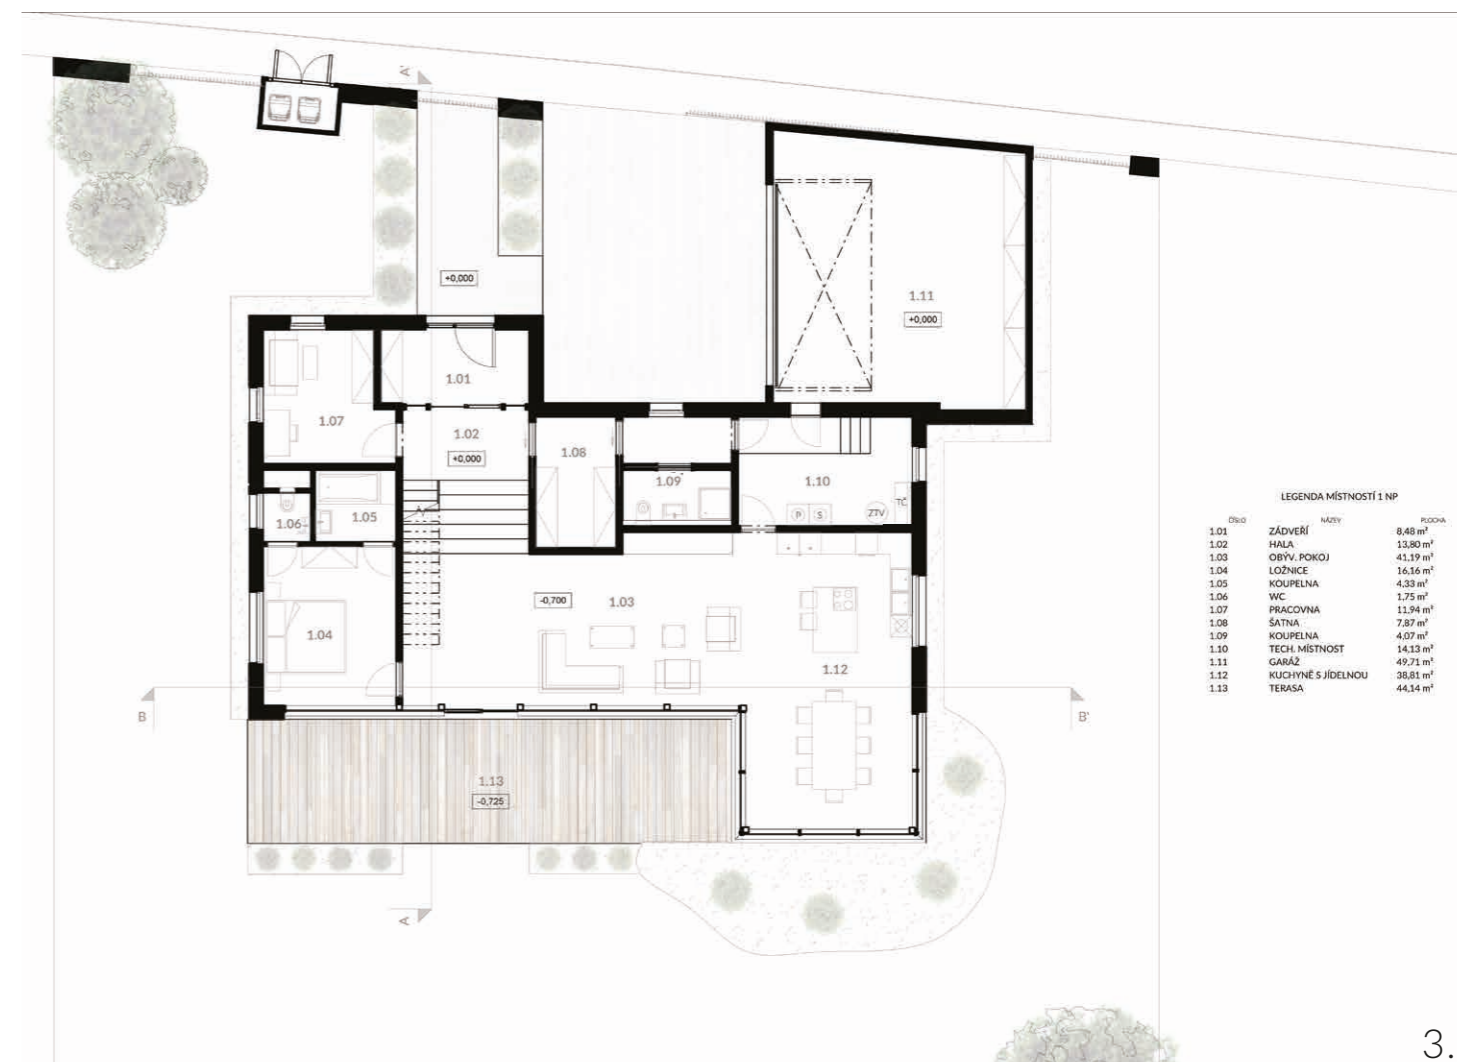 A'
+0,000
1.11
+0,000
1.01
1.07
1.02
+0,000
1.08
1.09
1.10
P
S
ZTV
TČ
1.06
1.05
1.04
-0,700
1.03
1.12
B
B'
1.13
-0,725
A
LEGENDA MÍSTNOSTÍ 1 NP
ČÍSLO NÁZEV PLOCHA
1.01 ZÁDVEŘÍ 8,48 m²
1.02 HALA 13,80 m²
1.03 OBÝV. POKOJ 41,19 m²
1.04 LOŽNICE 16,16 m²
1.05 KOUPELNA 4,33 m²
1.06 WC 1,75 m²
1.07 PRACOVNA 11,94 m²
1.08 ŠATNA 7,87 m²
1.09 KOUPELNA 4,07 m²
1.10 TECH. MÍSTNOST 14,13 m²
1.11 GARÁŽ 49,71 m²
1.12 KUCHYNĚ S JÍDELNOU 38,81 m²
1.13 TERASA 44,14 m²
3.